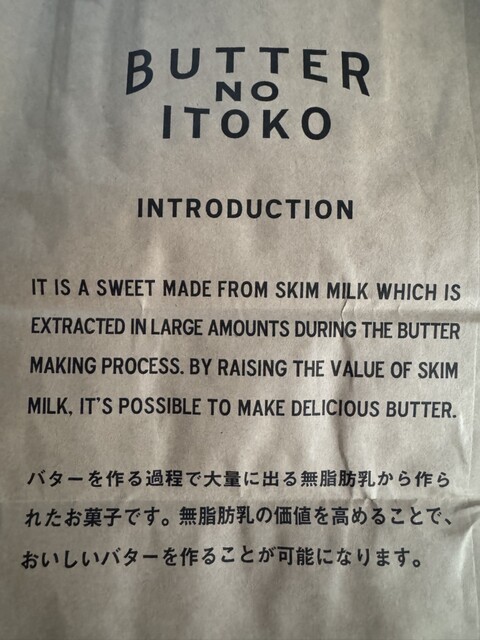 BUTTER
NO
ITOKO
INTRODUCTION
IT IS A SWEET MADE FROM SKIM MILK WHICH IS
EXTRACTED IN LARGE AMOUNTS DURING THE BUTTER
MAKING PROCESS. BY RAISING THE VALUE OF SKIM
MILK, IT'S POSSIBLE TO MAKE DELICIOUS BUTTER.
バターを作る過程で大量に出る無脂肪乳から作ら
れたお菓子です。無脂肪乳の価値を高めることで、
おいしいバターを作ることが可能になります。